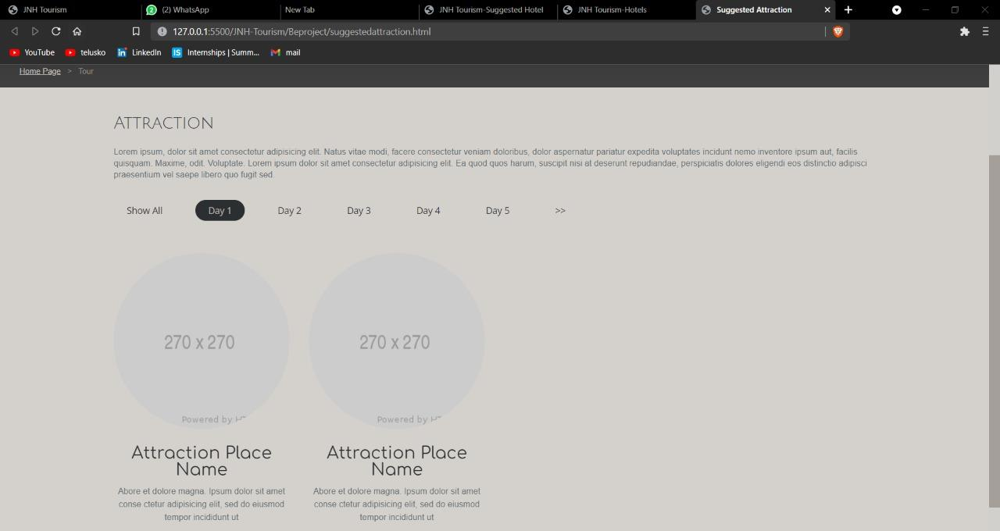 JNH Tourism
(2) WhatsApp
New Tab
JNH Tourism-Suggested Hotel
JNH Tourism-Hotels
Suggested Attraction
127.0.0.1:5500/JNH-Tourism/Beproject/suggestedattraction.html
YouTube
telusko
LinkedIn
Internships | Summ...
mail
Home Page > Tour
ATTRACTION
Lorem ipsum, dolor sit amet consectetur adipisicing elit. Natus vitae modi, facere consectetur veniam doloribus, dolor aspernatur pariatur expedita voluptates incidunt nemo inventore ipsum aut, facilis
quisquam. Maxime, odit. Voluptate. Lorem ipsum dolor sit amet consectetur adipisicing elit. Ea quod quos harum, suscipit nisi at deserunt repudiandae, perspiciatis dolores eligendi eos distinctio adipisci
praesentium vel saepe libero quo fugit sed.
Show All Day 1 Day 2 Day 3 Day 4 Day 5 >>
270 x 270
Powered by
Attraction Place
Name
Abore et dolore magna. Ipsum dolor sit amet
conse ctetur adipisicing elit, sed do eiusmod
tempor incididunt ut
270 x 270
Powered by
Attraction Place
Name
Abore et dolore magna. Ipsum dolor sit amet
conse ctetur adipisicing elit, sed do eiusmod
tempor incididunt ut